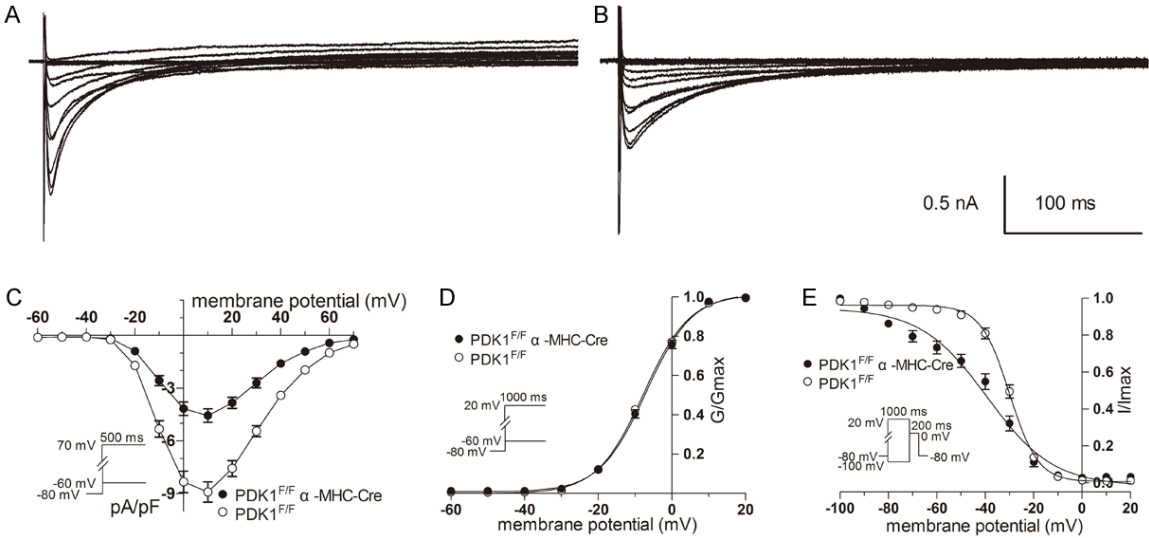 A
B
0.5 nA
100 ms
C
membrane potential (mV)
-60 -40 -20 20 40 60
-3
-6
-9
pA/pF
70 mV
500 ms
-60 mV
-80 mV
PDK1F/F α -MHC-Cre
PDK1F/F
D
PDK1F/F α -MHC-Cre
PDK1F/F
20 mV
1000 ms
-60 mV
-80 mV
1.0
0.8
0.6
0.4
0.2
G/Gmax
-60 -40 -20 0 20
membrane potential (mV)
E
PDK1F/F α -MHC-Cre
PDK1F/F
1000 ms
20 mV
200 ms
0 mV
-80 mV
-80 mV
-100 mV
1.0
0.8
0.6
0.4
0.2
0.0
I/Imax
-100 -80 -60 -40 -20 0 20
membrane potential (mV)